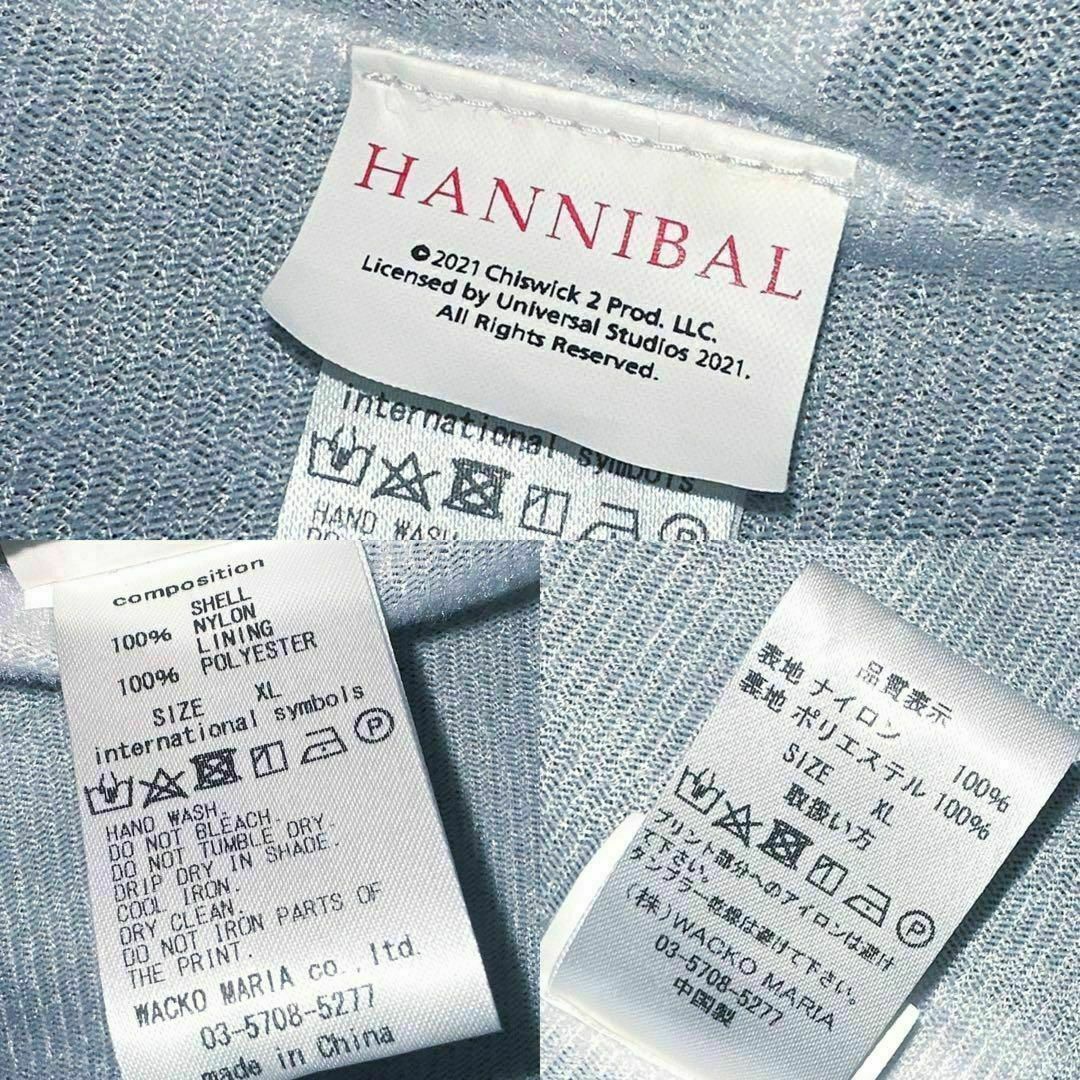 HANNIBAL
©2021 Chiswick 2 Prod. LLC.
Licensed by Universal Studios 2021.
All Rights Reserved.
international symbols
HAND WASH
composition
SHELL
100% NYLON
LINING
100% POLYESTER
SIZE XL
international symbols
P
HAND WASH.
DO NOT BLEACH.
DO NOT TUMBLE DRY.
DRIP DRY IN SHADE.
COOL IRON.
DRY CLEAN.
DO NOT IRON PARTS OF
THE PRINT.
WACKO MARIA co.,ltd.
03-5708-5277
made in China
品質表示
表地 ナイロン 100%
裏地 ポリエステル 100%
SIZE XL
取扱い方
P
プリント部分へのアイロンは避け
て下さい。
タンブラー乾燥は避けて下さい。
(株)WACKO MARIA
03-5708-5277
中国製